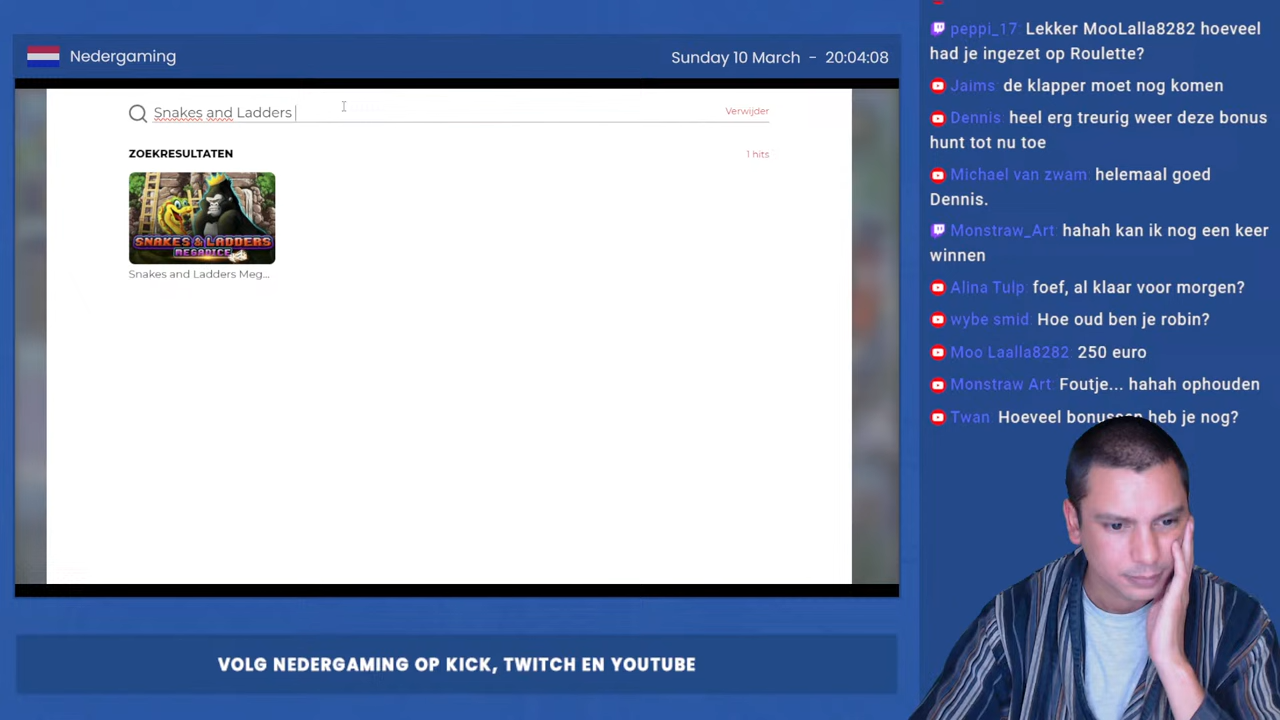 Nedergaming
Sunday 10 March - 20:04:08
Snakes and Ladders
Verwijder
ZOEKRESULTATEN
1 hits
SNAKES & LADDERS
MEGADICE
Snakes and Ladders Meg...
VOLG NEDERGAMING OP KICK, TWITCH EN YOUTUBE
peppi_17: Lekker MooLalla8282 hoeveel
had je ingezet op Roulette?
Jaims: de klapper moet nog komen
Dennis: heel erg treurig weer deze bonus
hunt tot nu toe
Michael van zwam: helemaal goed
Dennis.
Monstraw_Art: hahah kan ik nog een keer
winnen
Alina Tulp: foef, al klaar voor morgen?
wybe smid: Hoe oud ben je robin?
Moo Laalla8282: 250 euro
Monstraw Art: Foutje... hahah ophouden
Twan: Hoeveel bonussen heb je nog?